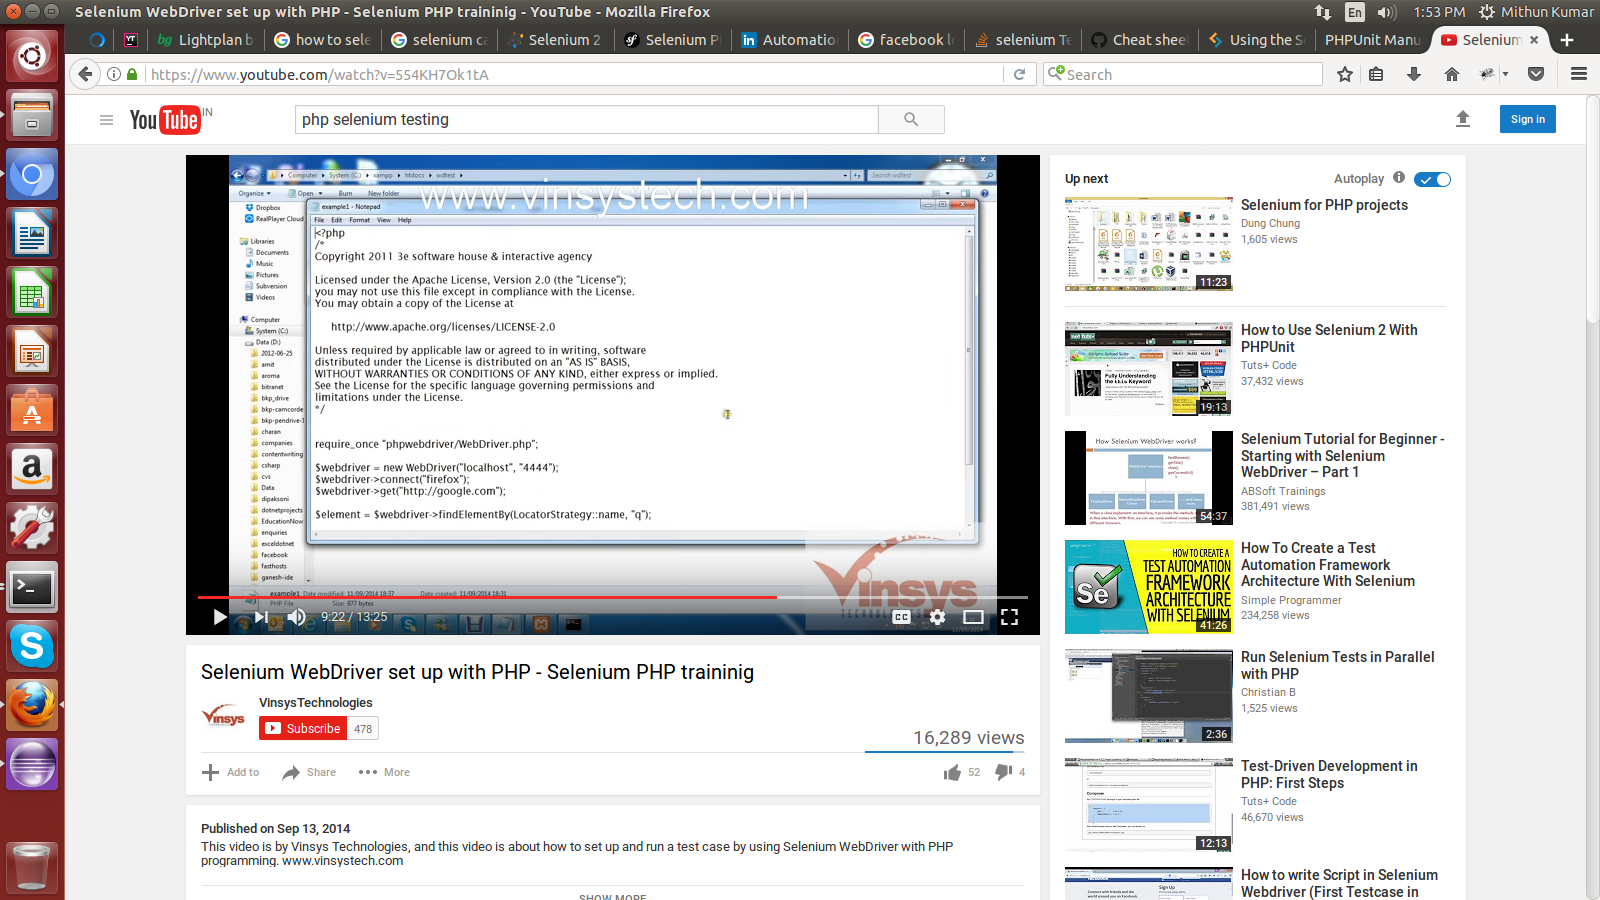 Selenium WebDriver set up with PHP - Selenium PHP traininig - YouTube - Mozilla Firefox
En
1:53 PM
Mithun Kumar
Lightplan b
how to sele
selenium ca
Selenium 2
Selenium P
Automatio
facebook lo
selenium Te
Cheat sheet
Using the S
PHPUnit Manu
Selenium
https://www.youtube.com/watch?v=554KH7Ok1tA
Search
YouTube IN
php selenium testing
Sign in
Computer
System (C:)
xampp
htdocs
wdtest
Search wdtest
Organize
Open
Burn
New folder
www.vinsystech.com
Dropbox
RealPlayer Cloud
Libraries
Documents
Music
Pictures
Subversion
Videos
Computer
System (C:)
Data (D:)
2012-06-25
amit
aroma
bitranet
bkp_drive
bkp-camcorde
bkp-pendrive-1
charan
companies
contentwriting
csharp
cvs
Data
dipaksoni
dotnetprojects
EducationNow
enquiries
exceldotnet
facebook
fasthosts
ganesh-ide
example1 - Notepad
File Edit Format View Help
<?php
/*
Copyright 2011 3e software house & interactive agency
Licensed under the Apache License, Version 2.0 (the "License");
you may not use this file except in compliance with the License.
You may obtain a copy of the License at
http://www.apache.org/licenses/LICENSE-2.0
Unless required by applicable law or agreed to in writing, software
distributed under the License is distributed on an "AS IS" BASIS,
WITHOUT WARRANTIES OR CONDITIONS OF ANY KIND, either express or implied.
See the License for the specific language governing permissions and
limitations under the License.
*/
require_once "phpwebdriver/WebDriver.php";
$webdriver = new WebDriver("localhost", "4444");
$webdriver->connect("firefox");
$webdriver->get("http://google.com");
$element = $webdriver->findElementBy(LocatorStrategy::name, "q");
example1 Date modified: 11/09/2014 18:37 Date created: 11/09/2014 18:31
PHP File Size: 977 bytes
Vinsys
9:22 / 13:25
CC
Selenium WebDriver set up with PHP - Selenium PHP traininig
Vinsys
VinsysTechnologies
Subscribe 478
16,289 views
Add to
Share
More
52
4
Published on Sep 13, 2014
This video is by Vinsys Technologies, and this video is about how to set up and run a test case by using Selenium WebDriver with PHP
programming. www.vinsystech.com
SHOW MORE
Up next
Autoplay
11:23
Selenium for PHP projects
Dung Chung
1,605 views
Fully Understanding
the this Keyword
19:13
How to Use Selenium 2 With
PHPUnit
Tuts+ Code
37,432 views
How Selenium WebDriver works?
54:37
Selenium Tutorial for Beginner -
Starting with Selenium
WebDriver – Part 1
ABSoft Trainings
381,491 views
HOW TO CREATE A
TEST AUTOMATION
FRAMEWORK
ARCHITECTURE
WITH SELENIUM
Se
41:26
How To Create a Test
Automation Framework
Architecture With Selenium
Simple Programmer
234,258 views
2:36
Run Selenium Tests in Parallel
with PHP
Christian B
1,525 views
Composer
12:13
Test-Driven Development in
PHP: First Steps
Tuts+ Code
46,670 views
Sign Up
How to write Script in Selenium
Webdriver (First Testcase in